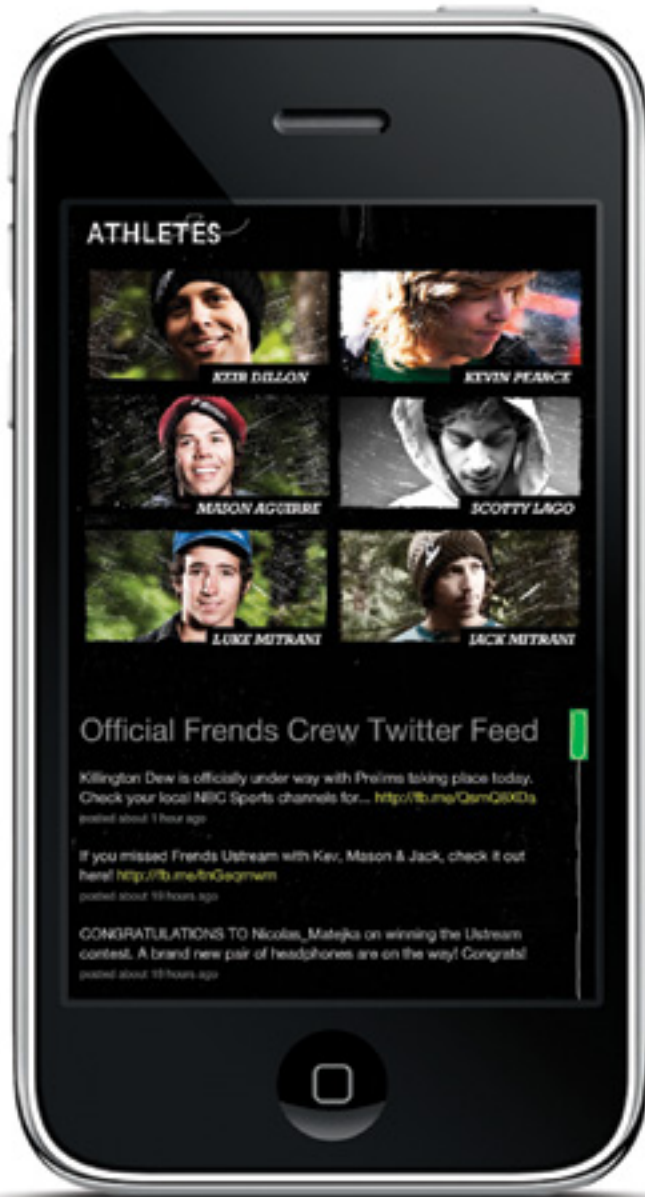 ATHLETES
KEIR DILLON
KEVIN PEARCE
MASON AGUIRRE
SCOTTY LAGO
LUKE MITRANI
JACK MITRANI
Official Frends Crew Twitter Feed
Killington Dew is officially under way with Prelims taking place today.
Check your local NBC Sports channels for...
posted about 1 hour ago
If you missed Frends Ustream with Kev, Mason & Jack, check it out
here!
posted about 19 hours ago
CONGRATULATIONS TO Nicolas_Matejka on winning the Ustream
contest. A brand new pair of headphones are on the way! Congrats!
posted about 19 hours ago